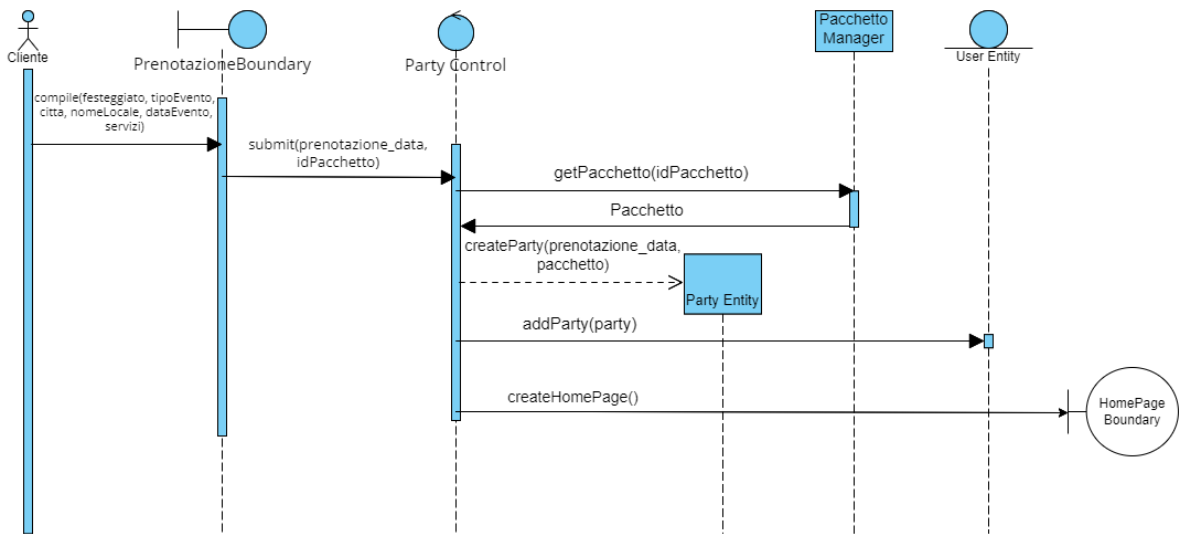 Cliente
PrenotazioneBoundary
Party Control
Pacchetto
Manager
User Entity
compile(festeggiato, tipoEvento,
citta, nomeLocale, dataEvento,
servizi)
submit(prenotazione_data,
idPacchetto)
getPacchetto(idPacchetto)
Pacchetto
createParty(prenotazione_data,
pacchetto)
Party Entity
addParty(party)
createHomePage()
HomePage
Boundary